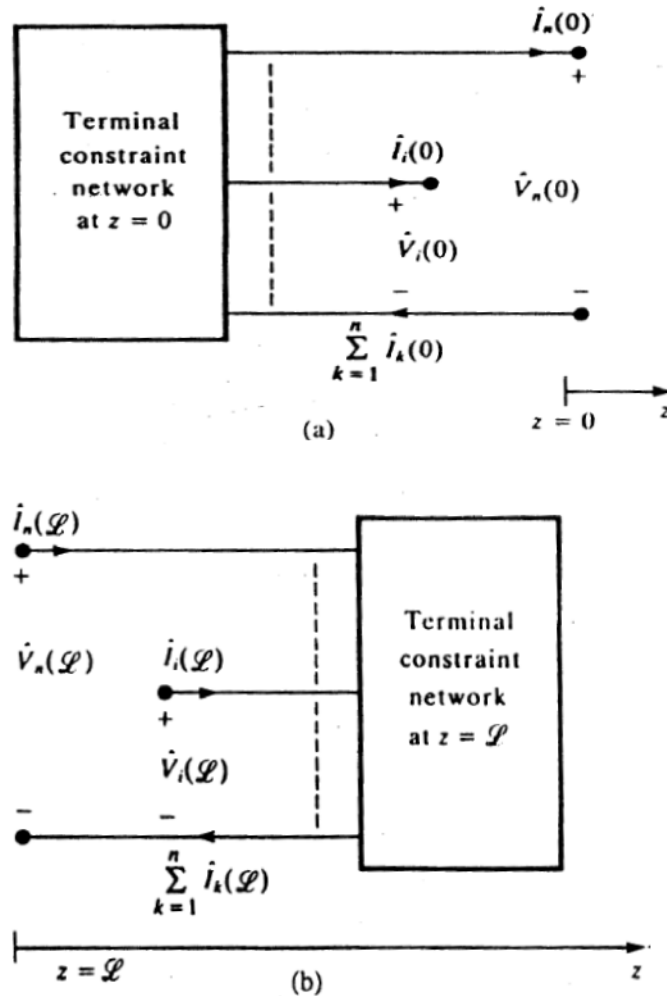 Î_n(0)
+
Terminal
constraint
network
at z = 0
Î_i(0)
+
V̂_n(0)
V̂_i(0)
−
−
∑_{k=1}^{n} Î_k(0)
z = 0
z
(a)
Î_n(ℒ)
+
Terminal
constraint
network
at z = ℒ
V̂_n(ℒ)
Î_i(ℒ)
+
V̂_i(ℒ)
−
−
∑_{k=1}^{n} Î_k(ℒ)
z = ℒ
z
(b)